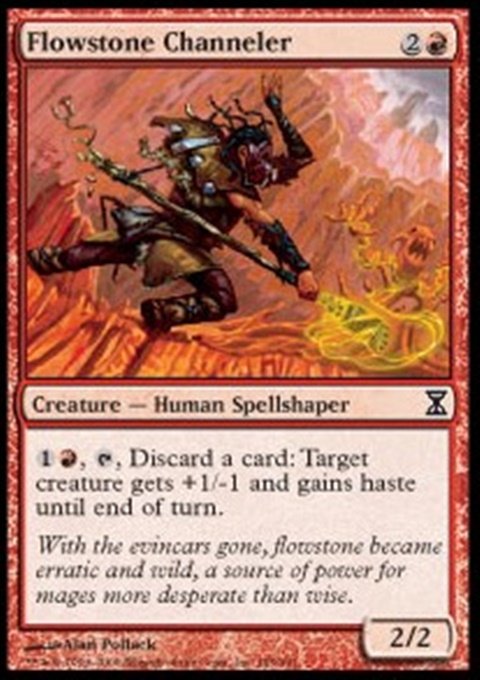 Flowstone Channeler 2
Creature — Human Spellshaper
1, Discard a card: Target
creature gets +1/-1 and gains haste
until end of turn.
With the evincars gone, flowstone became
erratic and wild, a source of power for
mages more desperate than wise.
Alan Pollack
2/2